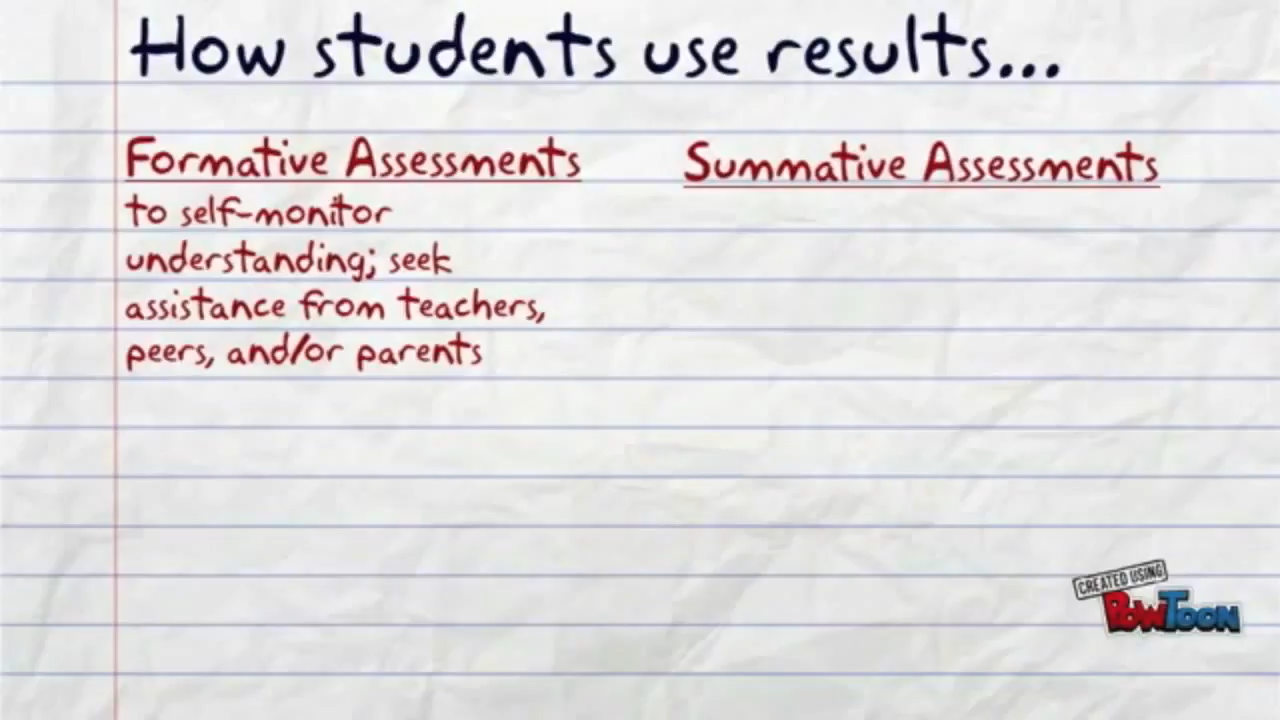 How students use results...
Formative Assessments
to self-monitor
understanding; seek
assistance from teachers,
peers, and/or parents
Summative Assessments
CREATED USING
POWTOON